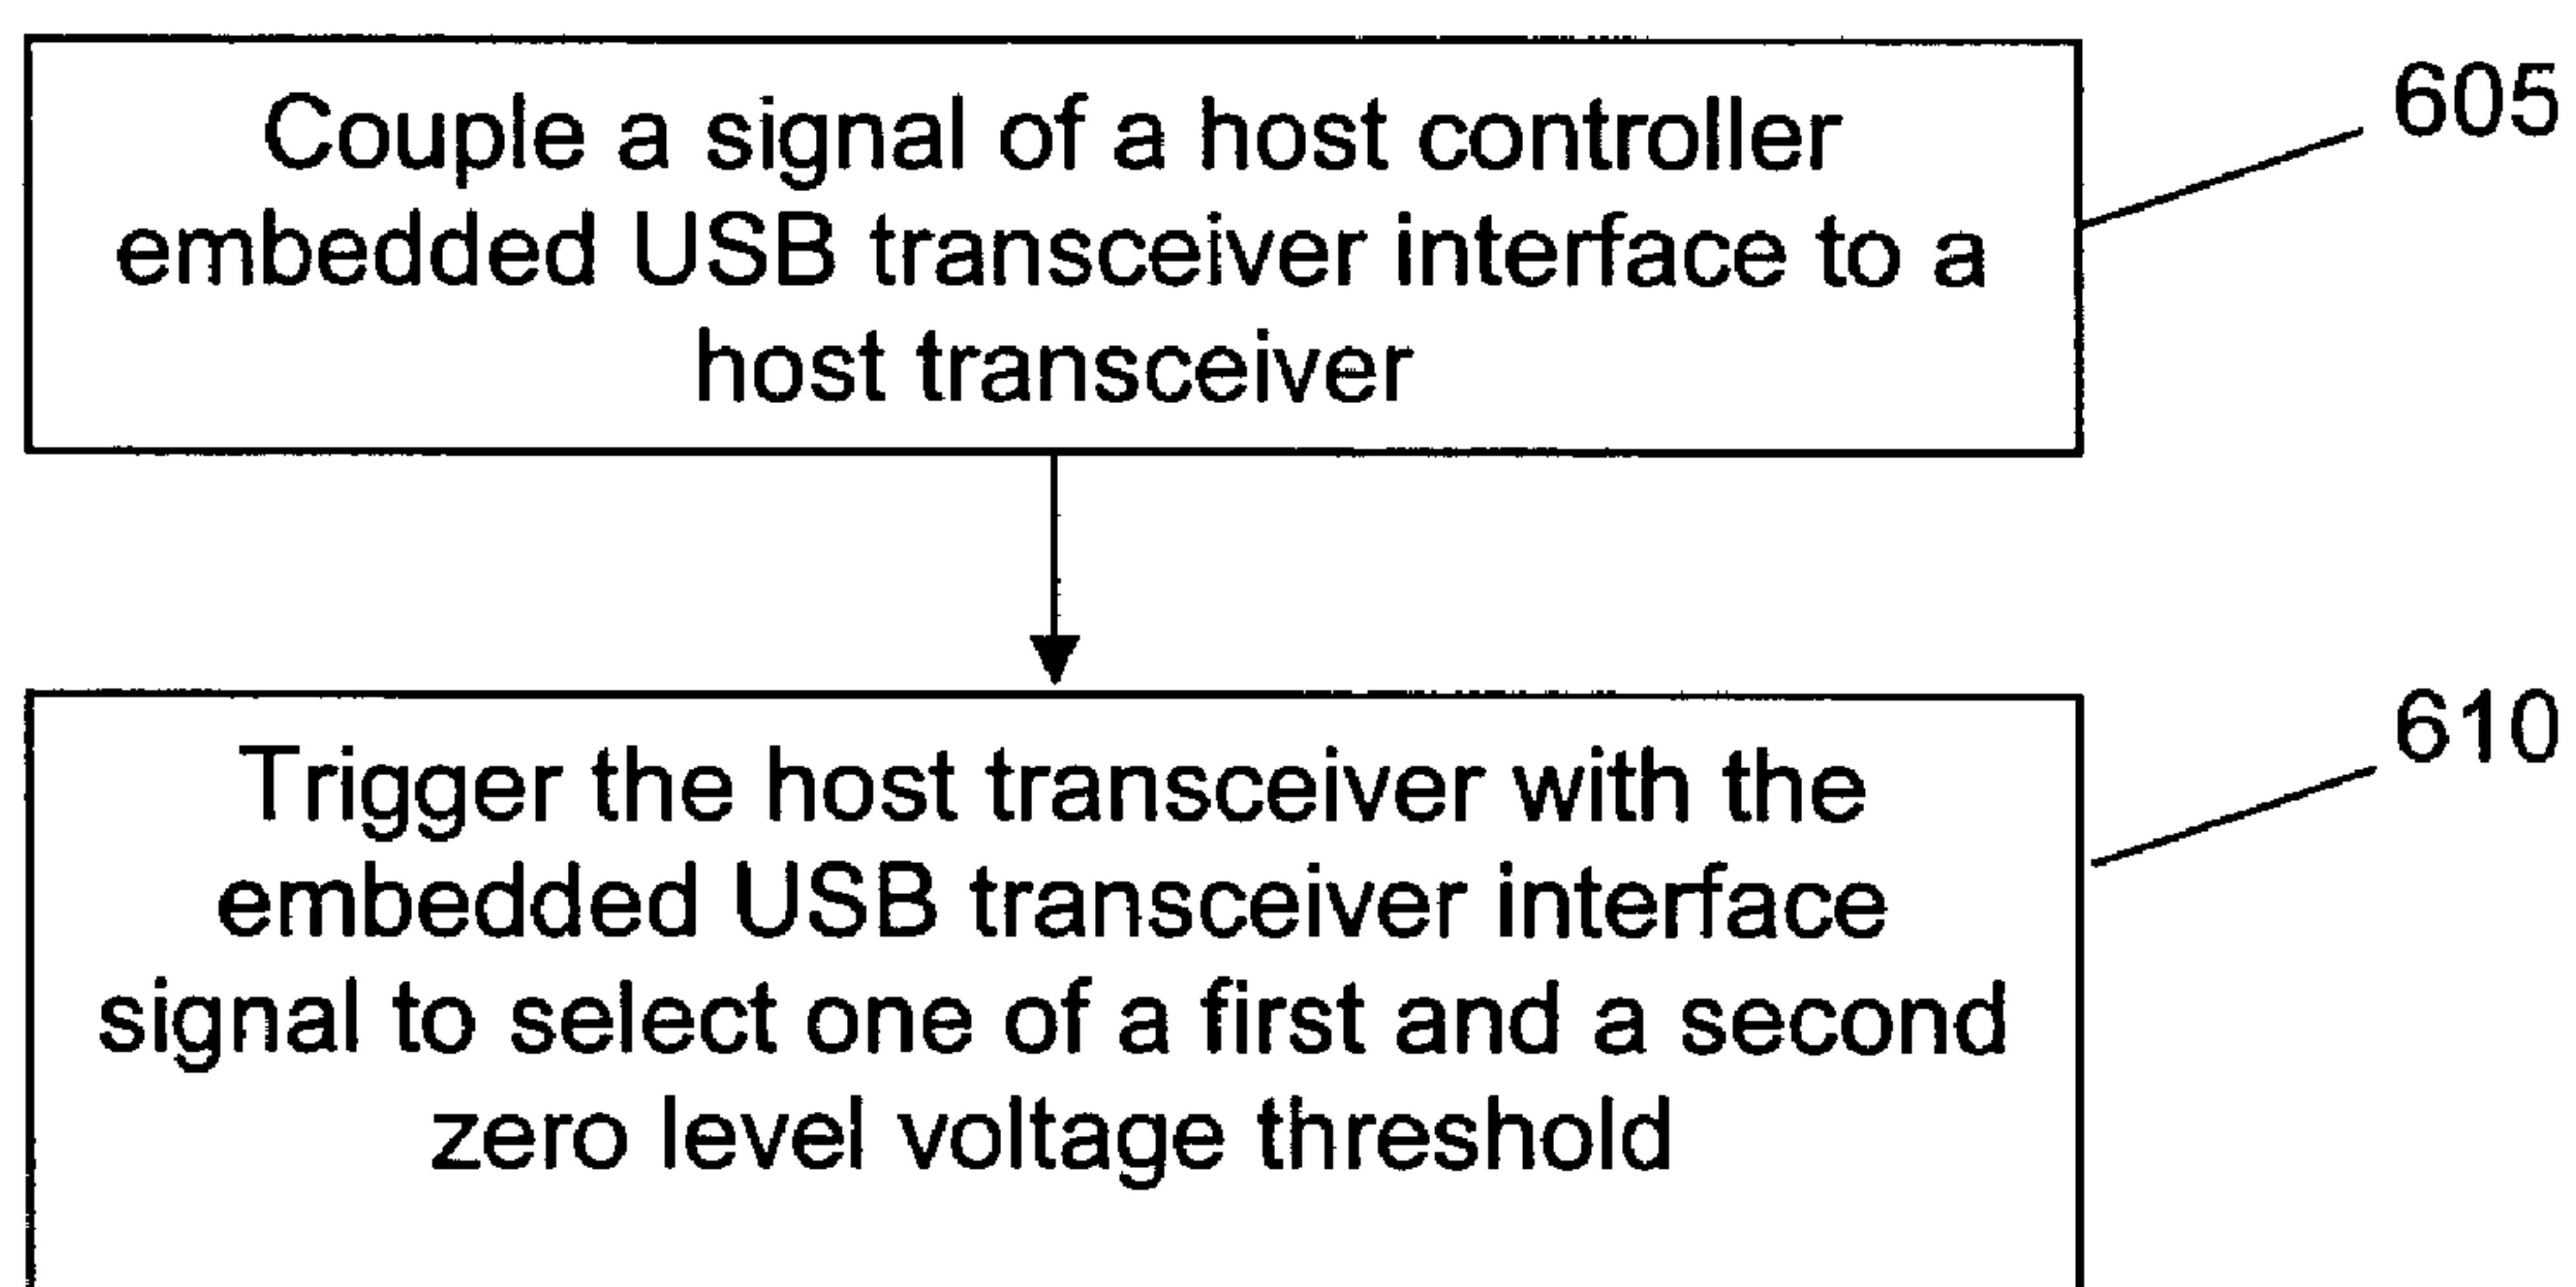 Couple a signal of a host controller
embedded USB transceiver interface to a
host transceiver
605
Trigger the host transceiver with the
embedded USB transceiver interface
signal to select one of a first and a second
zero level voltage threshold
610